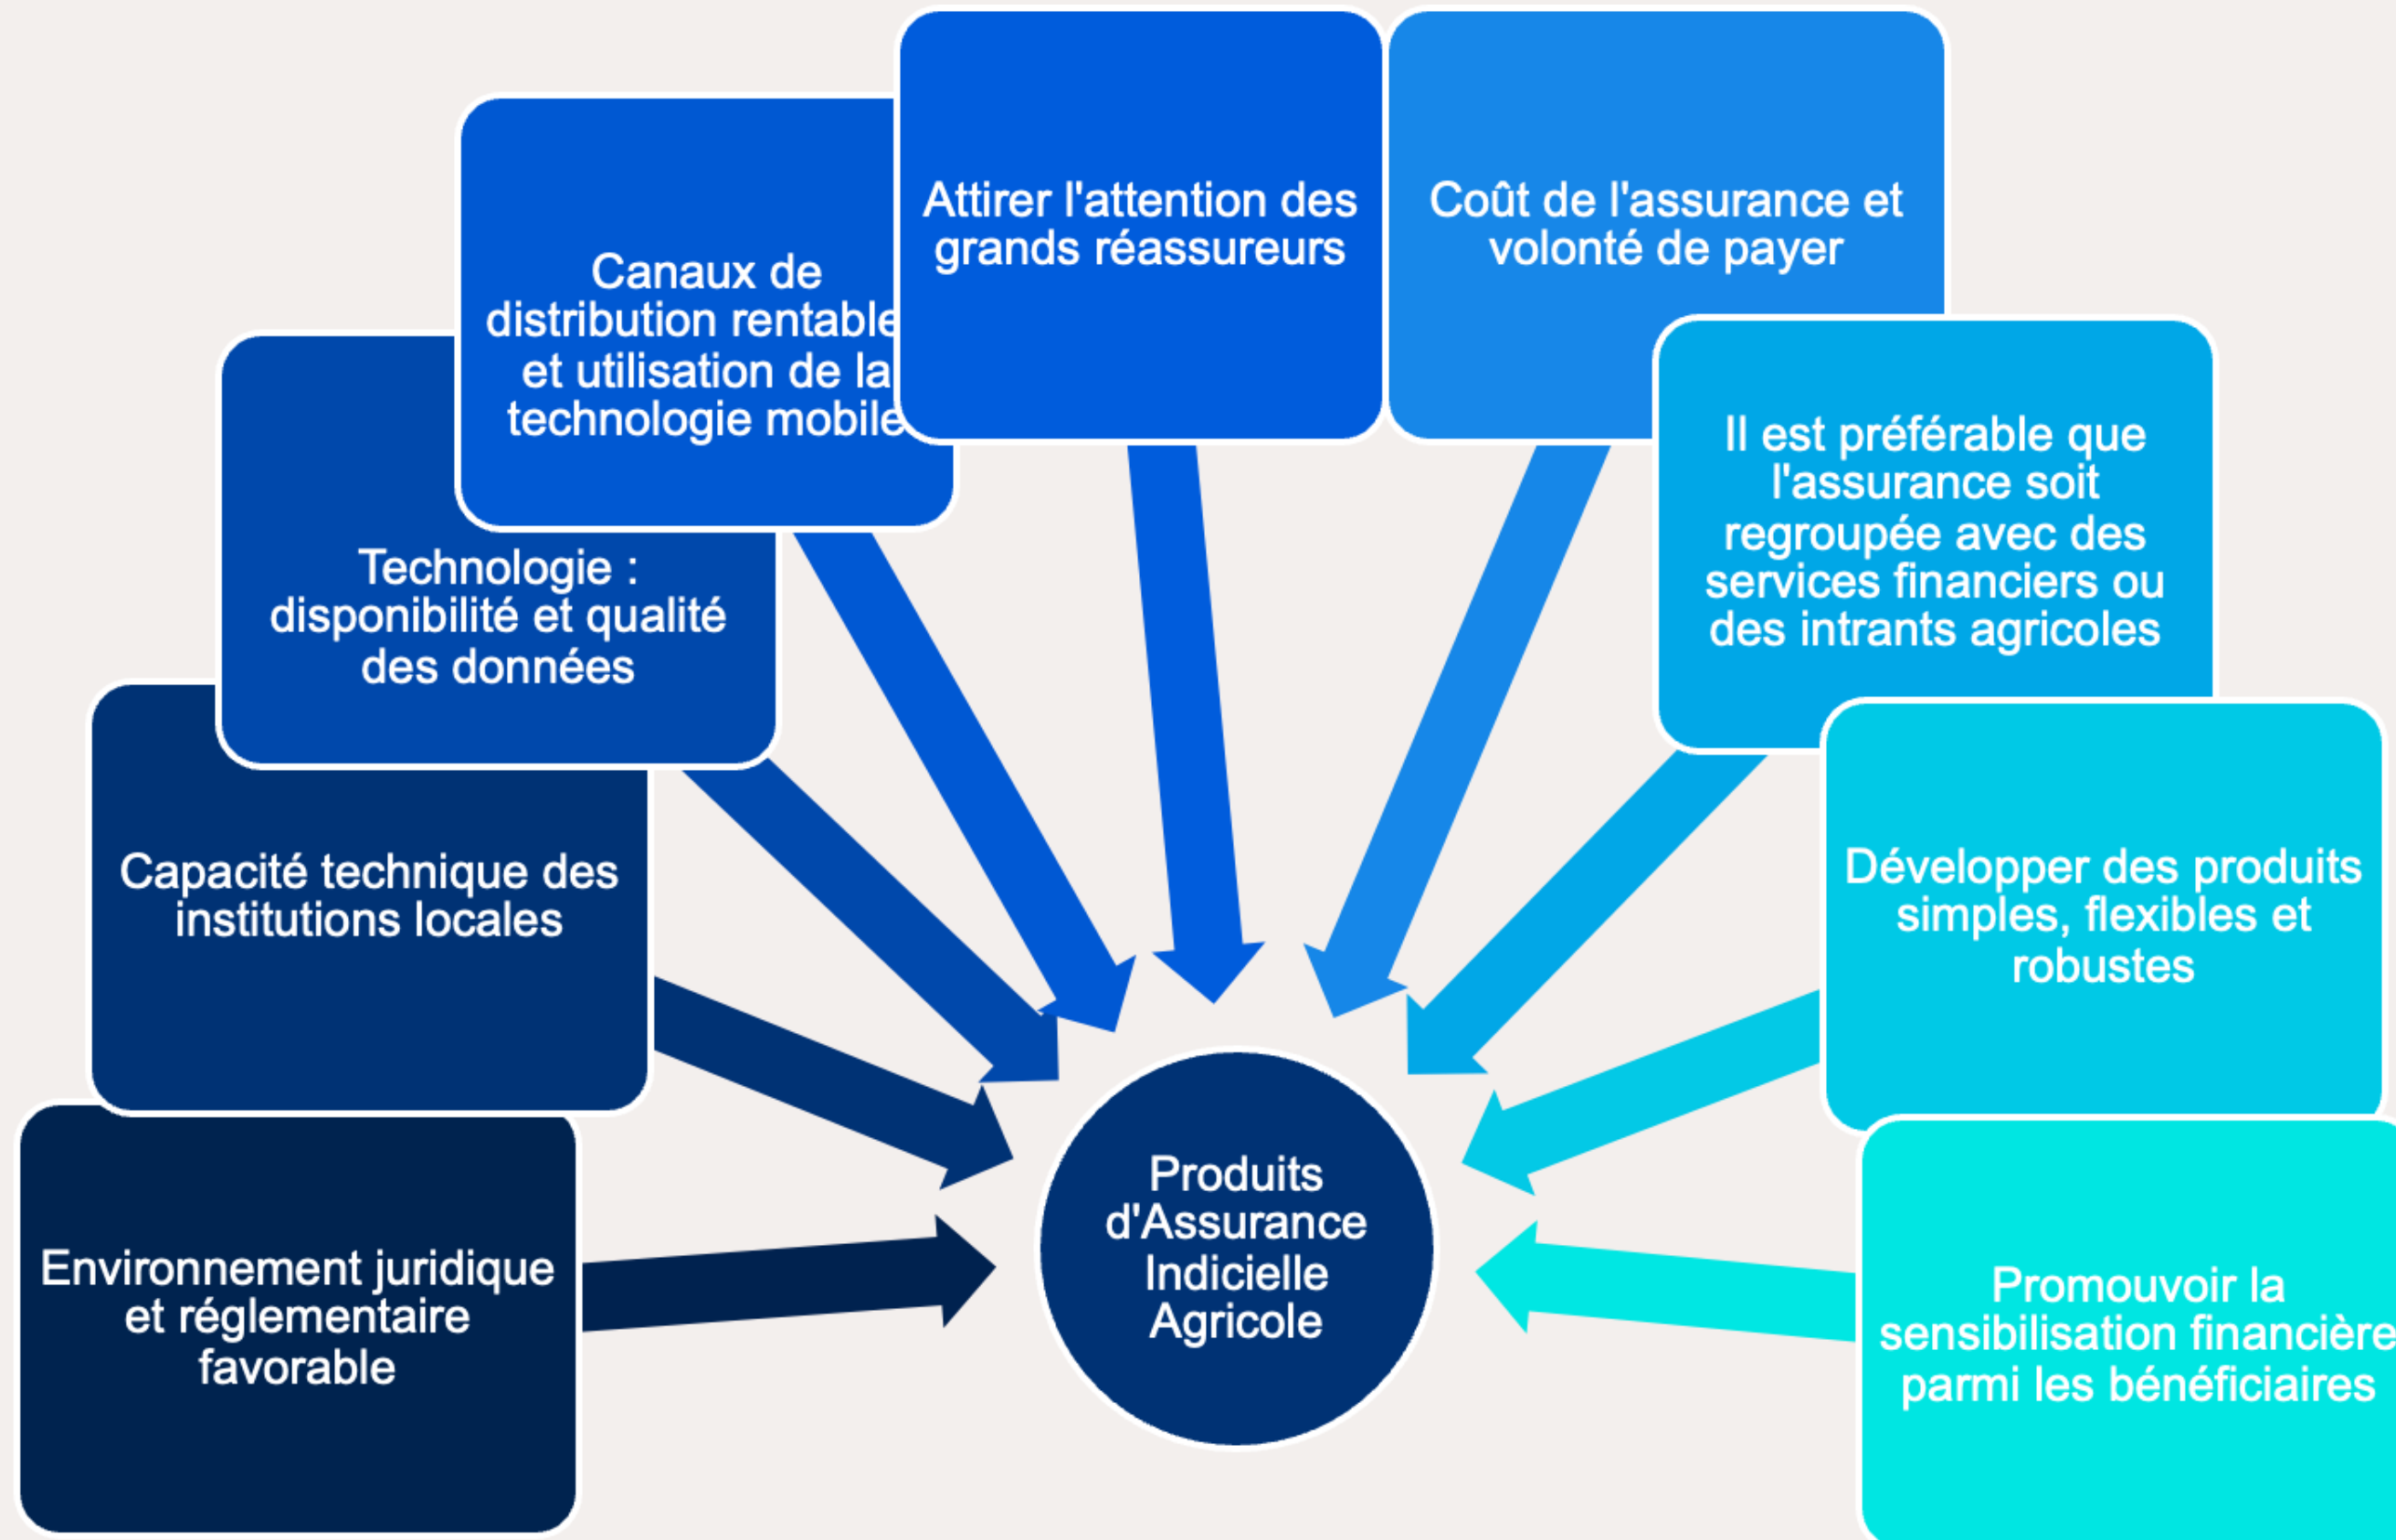 Environnement juridique
et réglementaire
favorable
Capacité technique des
institutions locales
Technologie :
disponibilité et qualité
des données
Canaux de
distribution rentable
et utilisation de la
technologie mobile
Attirer l'attention des
grands réassureurs
Coût de l'assurance et
volonté de payer
Il est préférable que
l'assurance soit
regroupée avec des
services financiers ou
des intrants agricoles
Développer des produits
simples, flexibles et
robustes
Promouvoir la
sensibilisation financière
parmi les bénéficiaires
Produits
d'Assurance
Indicielle
Agricole